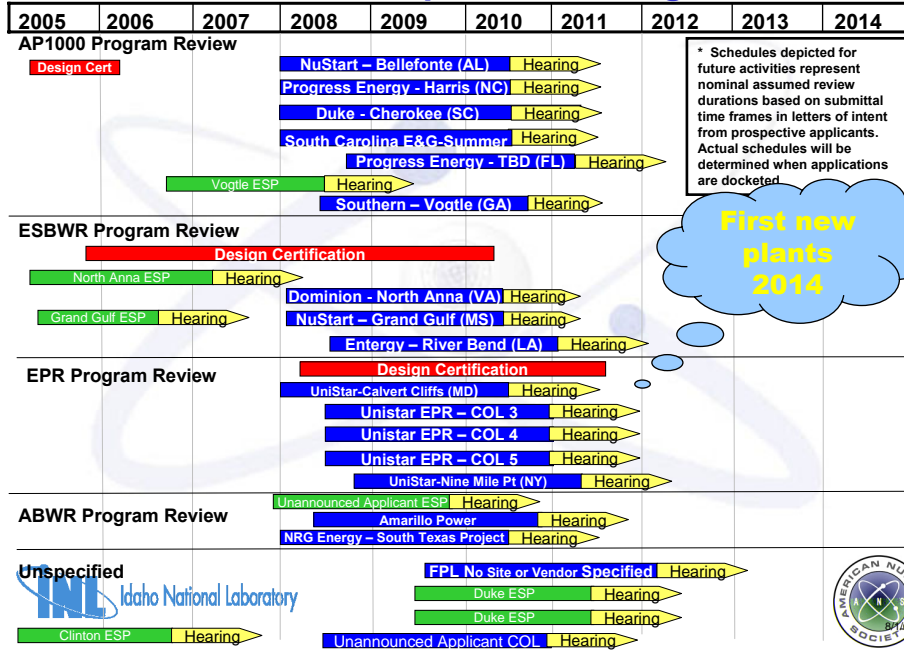 2005 2006 2007 2008 2009 2010 2011 2012 2013 2014
AP1000 Program Review
Design Cert
NuStart – Bellefonte (AL) Hearing
Progress Energy - Harris (NC) Hearing
Duke - Cherokee (SC) Hearing
South Carolina E&G-Summer Hearing
Progress Energy - TBD (FL) Hearing
Vogtle ESP Hearing
Southern – Vogtle (GA) Hearing
* Schedules depicted for
future activities represent
nominal assumed review
durations based on submittal
time frames in letters of intent
from prospective applicants.
Actual schedules will be
determined when applications
are docketed
First new
plants
2014
ESBWR Program Review
Design Certification
North Anna ESP Hearing
Dominion - North Anna (VA) Hearing
Grand Gulf ESP Hearing
NuStart – Grand Gulf (MS) Hearing
Entergy – River Bend (LA) Hearing
EPR Program Review
Design Certification
UniStar-Calvert Cliffs (MD) Hearing
Unistar EPR – COL 3 Hearing
Unistar EPR – COL 4 Hearing
Unistar EPR – COL 5 Hearing
UniStar-Nine Mile Pt (NY) Hearing
ABWR Program Review
Unannounced Applicant ESP Hearing
Amarillo Power Hearing
NRG Energy – South Texas Project Hearing
Unspecified
FPL No Site or Vendor Specified Hearing
Duke ESP Hearing
Duke ESP Hearing
Clinton ESP Hearing
Unannounced Applicant COL Hearing
INL Idaho National Laboratory
AMERICAN NU
A N S
SOCIET
8/14